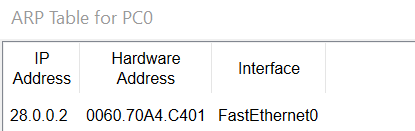 ARP Table for PC0
IP Address Hardware Address Interface
28.0.0.2 0060.70A4.C401 FastEthernet0